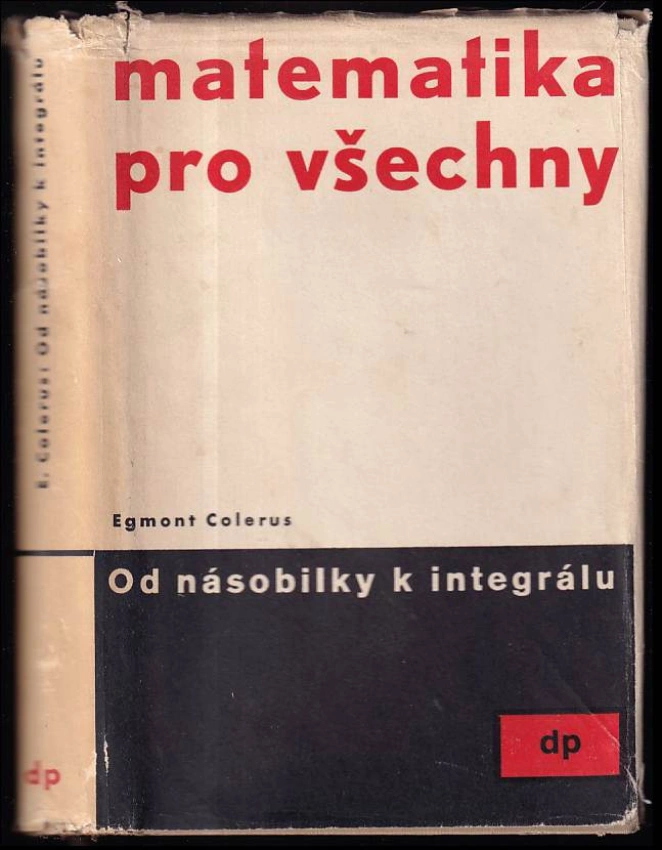 matematika
pro všechny
Egmont Colerus
Od násobilky k integrálu
dp
E. Colerus: Od násobilky k integrálu
dp